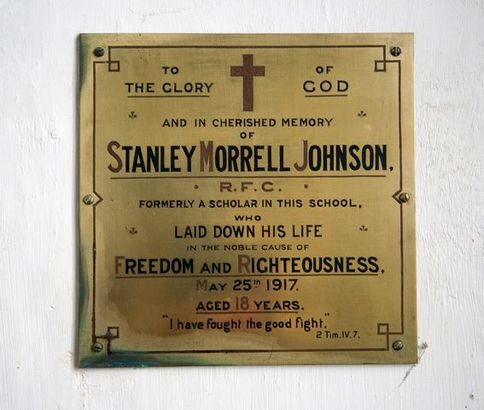 TO OF
THE GLORY GOD
AND IN CHERISHED MEMORY
OF
STANLEY MORRELL JOHNSON,
• R.F.C. •
FORMERLY A SCHOLAR IN THIS SCHOOL,
WHO
LAID DOWN HIS LIFE
IN THE NOBLE CAUSE OF
FREEDOM AND RIGHTEOUSNESS,
MAY 25th 1917.
AGED 18 YEARS.
"I have fought the good fight."
2 Tim. IV. 7.